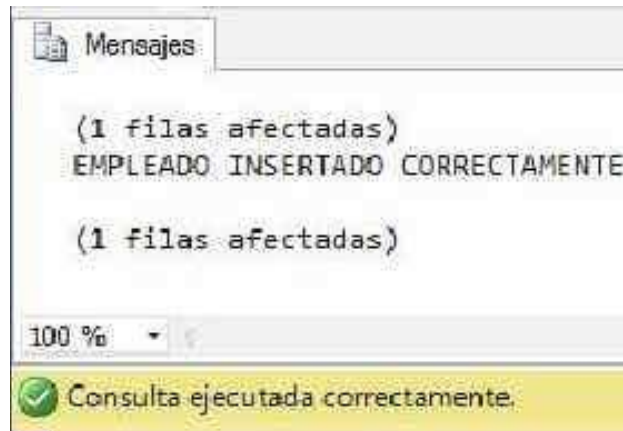 Mensajes
(1 filas afectadas)
EMPLEADO INSERTADO CORRECTAMENTE
(1 filas afectadas)
100 %
Consulta ejecutada correctamente.